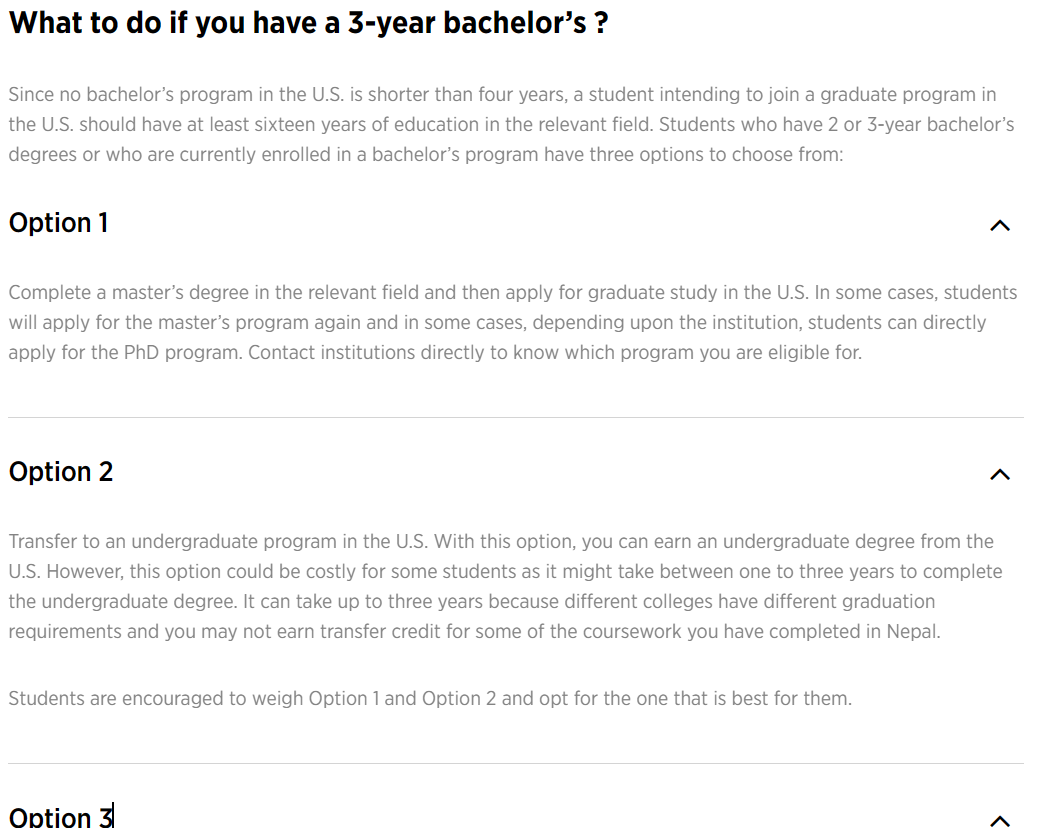 What to do if you have a 3-year bachelor’s ?
Since no bachelor’s program in the U.S. is shorter than four years, a student intending to join a graduate program in
the U.S. should have at least sixteen years of education in the relevant field. Students who have 2 or 3-year bachelor’s
degrees or who are currently enrolled in a bachelor’s program have three options to choose from:
Option 1
Complete a master’s degree in the relevant field and then apply for graduate study in the U.S. In some cases, students
will apply for the master’s program again and in some cases, depending upon the institution, students can directly
apply for the PhD program. Contact institutions directly to know which program you are eligible for.
Option 2
Transfer to an undergraduate program in the U.S. With this option, you can earn an undergraduate degree from the
U.S. However, this option could be costly for some students as it might take between one to three years to complete
the undergraduate degree. It can take up to three years because different colleges have different graduation
requirements and you may not earn transfer credit for some of the coursework you have completed in Nepal.
Students are encouraged to weigh Option 1 and Option 2 and opt for the one that is best for them.
Option 3